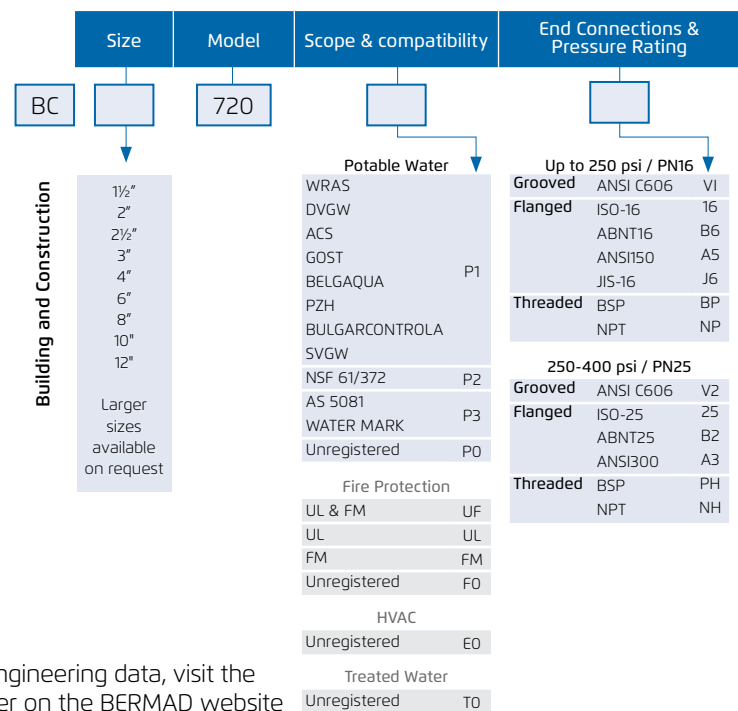 Size Model Scope & compatibility End Connections &
Pressure Rating
BC 720
Building and Construction
1½"
2"
2½"
3"
4"
6"
8"
10"
12"
Larger
sizes
available
on request
Potable Water
WRAS
DVGW
ACS
GOST
BELGAQUA
PZH
BULGARCONTROLA
SVGW
P1
NSF 61/372 P2
AS 5081
WATER MARK
P3
Unregistered P0
Fire Protection
UL & FM UF
UL UL
FM FM
Unregistered F0
HVAC
Unregistered E0
Treated Water
Unregistered T0
Up to 250 psi / PN16
Grooved ANSI C606 VI
Flanged ISO-16 16
ABNT16 B6
ANSI150 A5
JIS-16 J6
Threaded BSP BP
NPT NP
250-400 psi / PN25
Grooved ANSI C606 V2
Flanged ISO-25 25
ABNT25 B2
ANSI300 A3
Threaded BSP PH
NPT NH
ngineering data, visit the
er on the BERMAD website